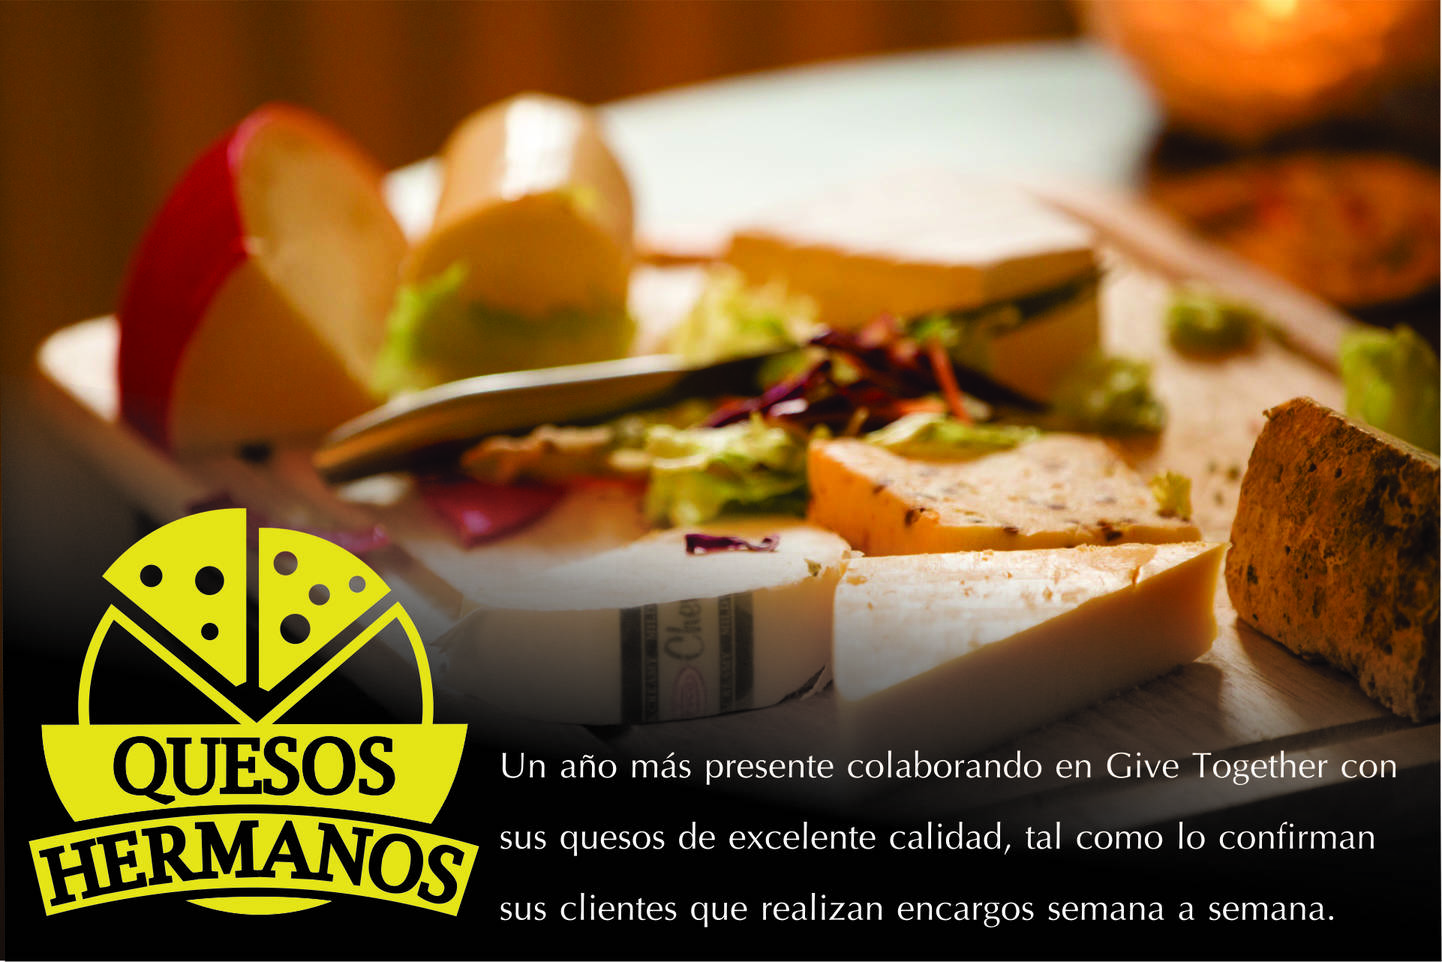 Chev
QUESOS
HERMANOS
Un año más presente colaborando en Give Together con
sus quesos de excelente calidad, tal como lo confirman
sus clientes que realizan encargos semana a semana.